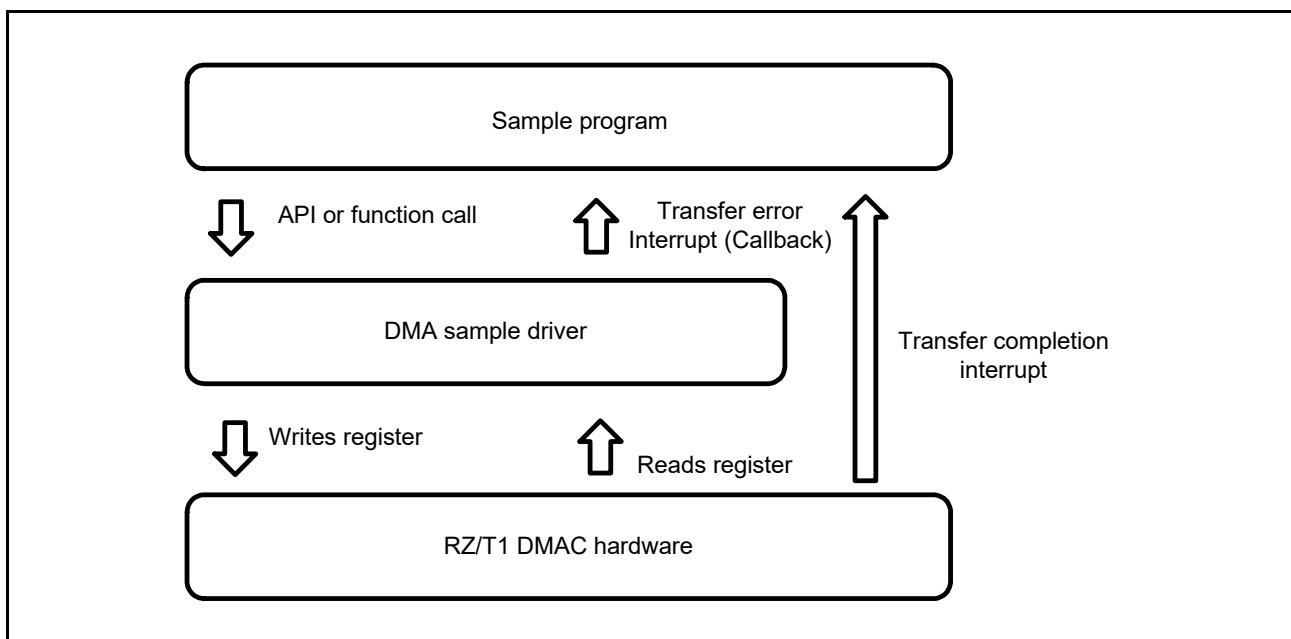 Sample program
API or function call
Transfer error
Interrupt (Callback)
DMA sample driver
Transfer completion
interrupt
Writes register
Reads register
RZ/T1 DMAC hardware